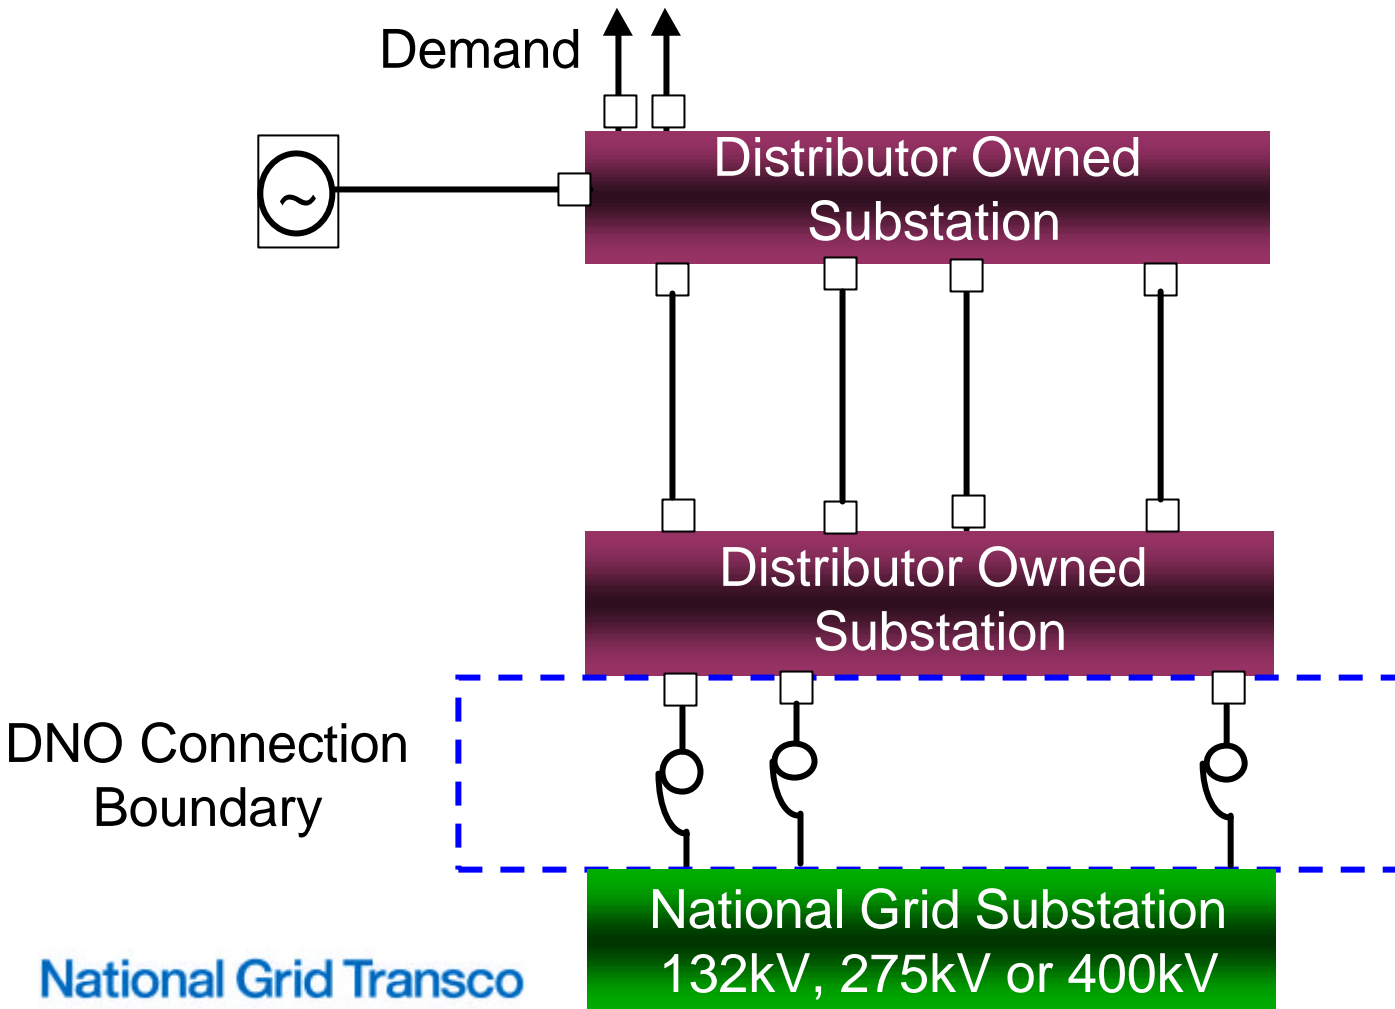 Demand
~
Distributor Owned
Substation
Distributor Owned
Substation
DNO Connection
Boundary
National Grid Substation
132kV, 275kV or 400kV
National Grid Transco